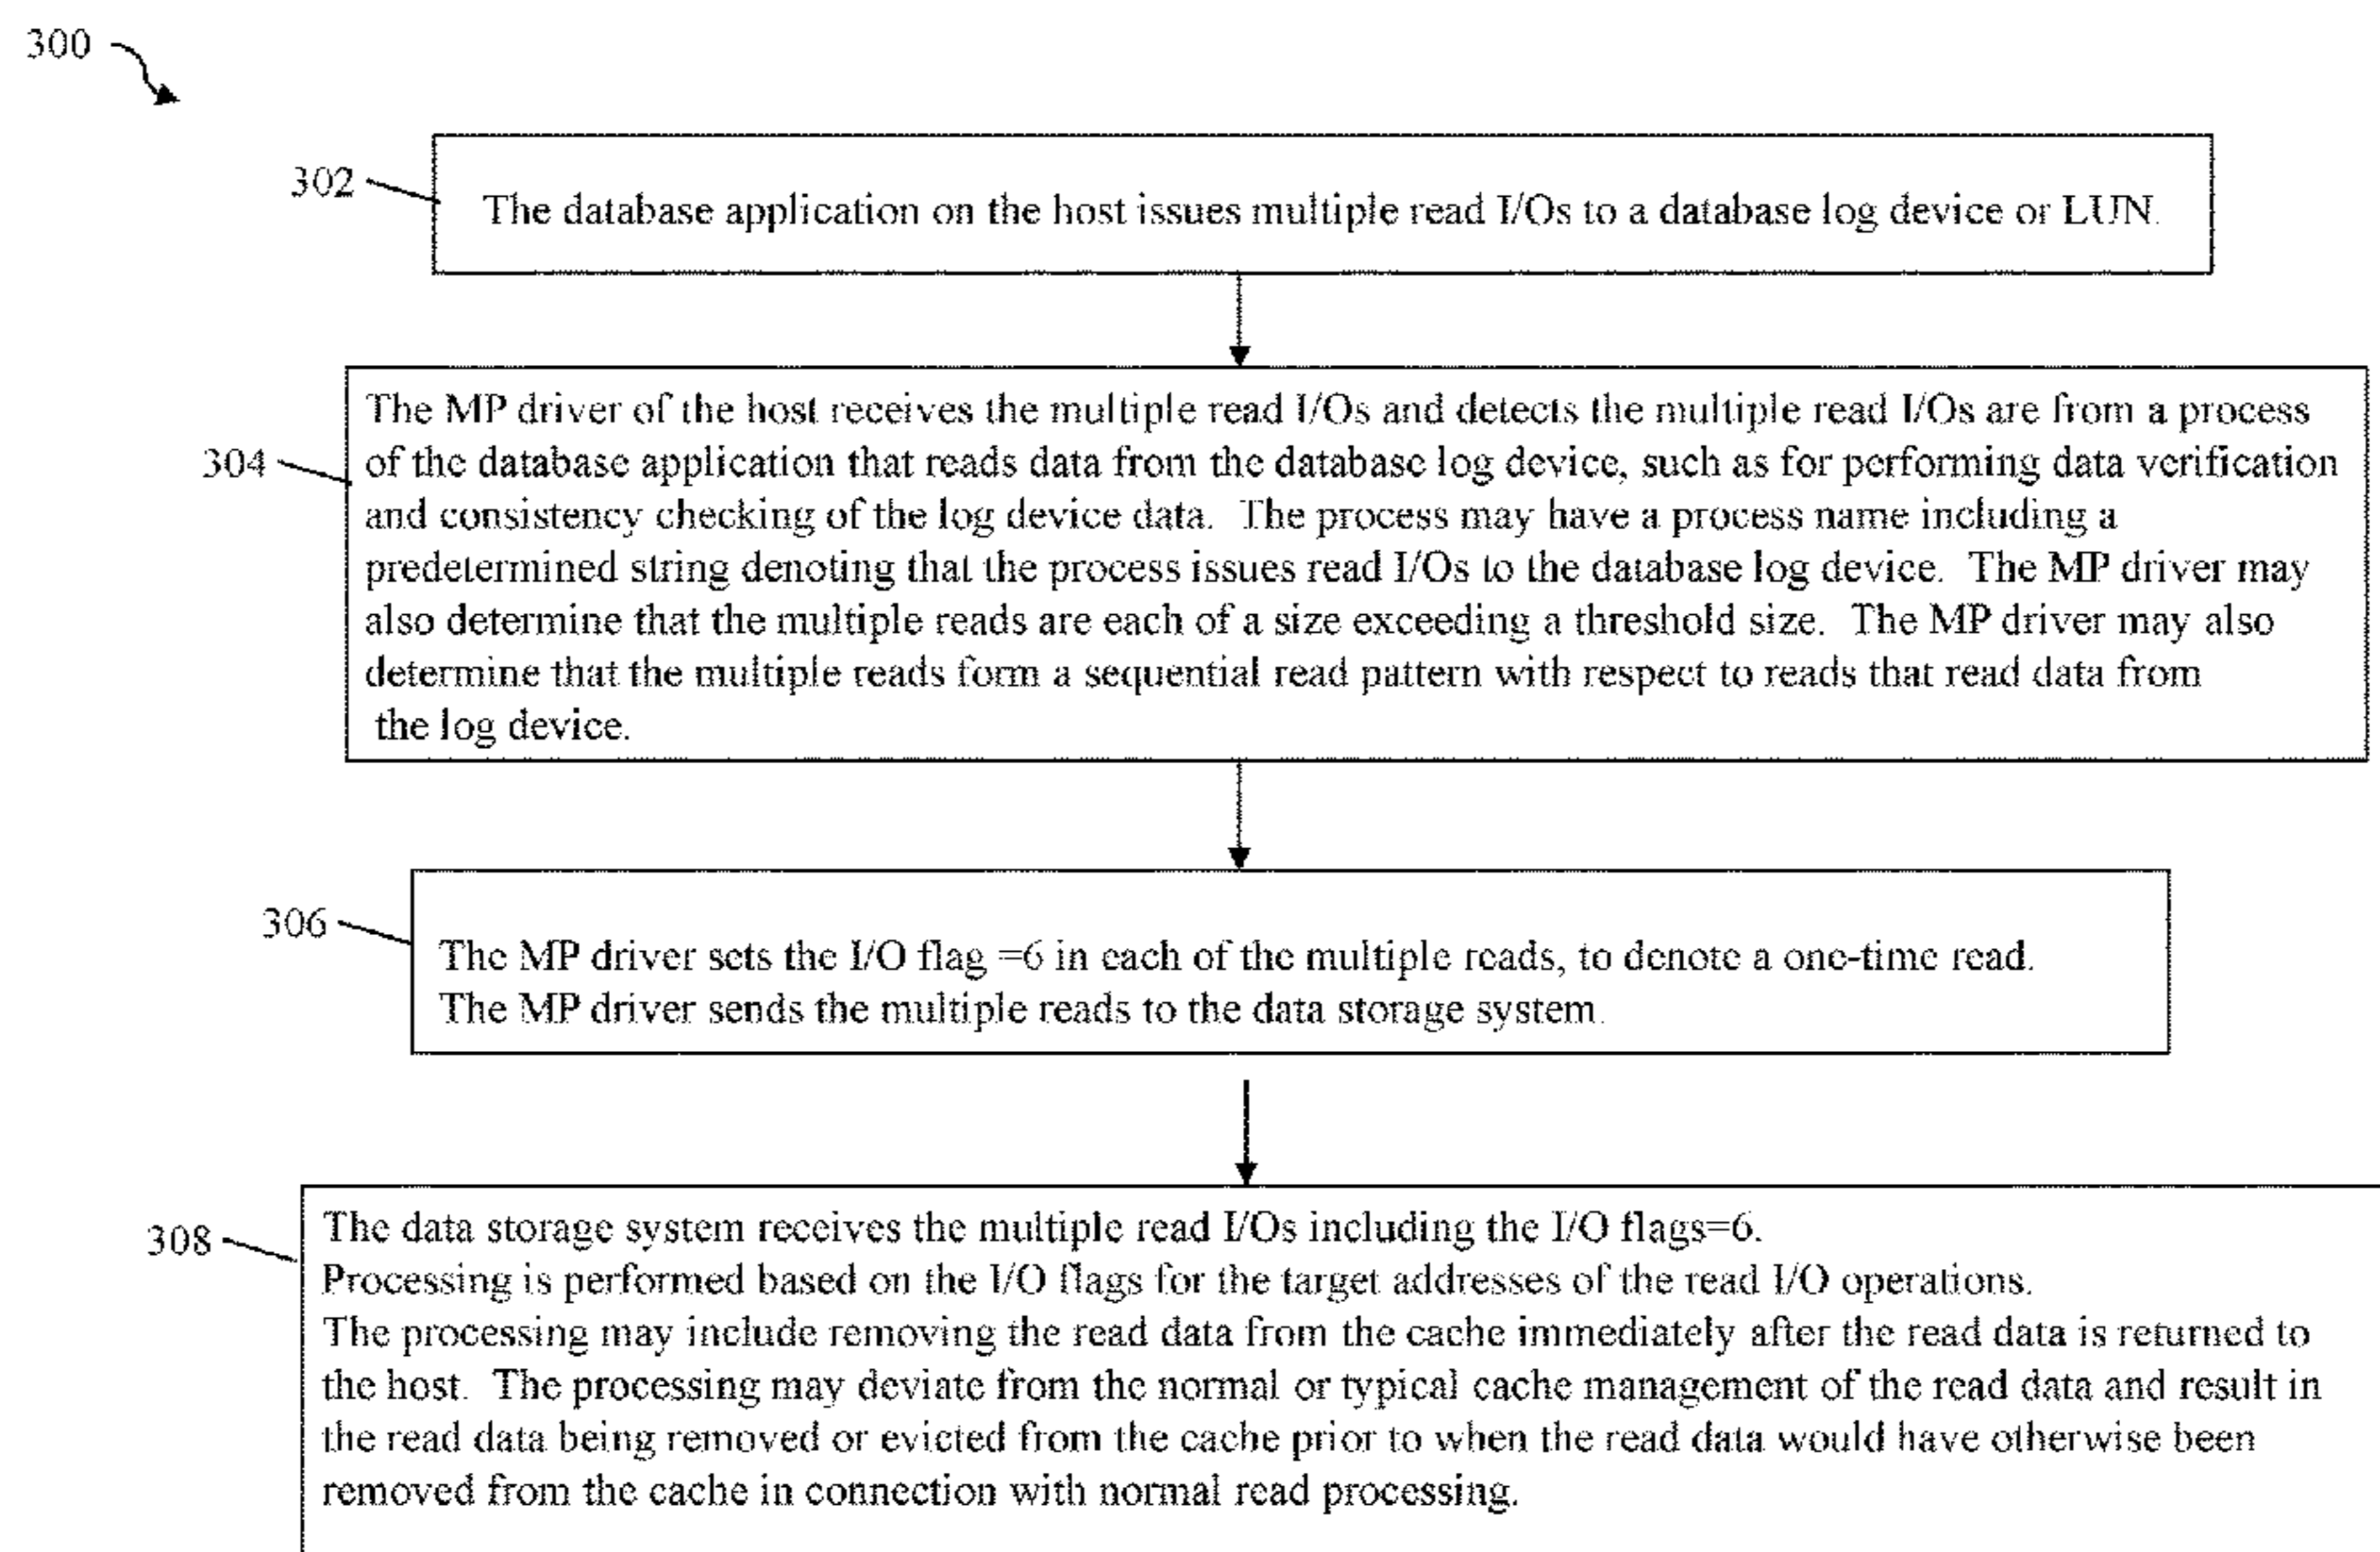 300
302
The database application on the host issues multiple read I/Os to a database log device or LUN.
304
The MP driver of the host receives the multiple read I/Os and detects the multiple read I/Os are from a process
of the database application that reads data from the database log device, such as for performing data verification
and consistency checking of the log device data. The process may have a process name including a
predetermined string denoting that the process issues read I/Os to the database log device. The MP driver may
also determine that the multiple reads are each of a size exceeding a threshold size. The MP driver may also
determine that the multiple reads form a sequential read pattern with respect to reads that read data from
the log device.
306
The MP driver sets the I/O flag =6 in each of the multiple reads, to denote a one-time read.
The MP driver sends the multiple reads to the data storage system.
308
The data storage system receives the multiple read I/Os including the I/O flags=6.
Processing is performed based on the I/O flags for the target addresses of the read I/O operations.
The processing may include removing the read data from the cache immediately after the read data is returned to
the host. The processing may deviate from the normal or typical cache management of the read data and result in
the read data being removed or evicted from the cache prior to when the read data would have otherwise been
removed from the cache in connection with normal read processing.